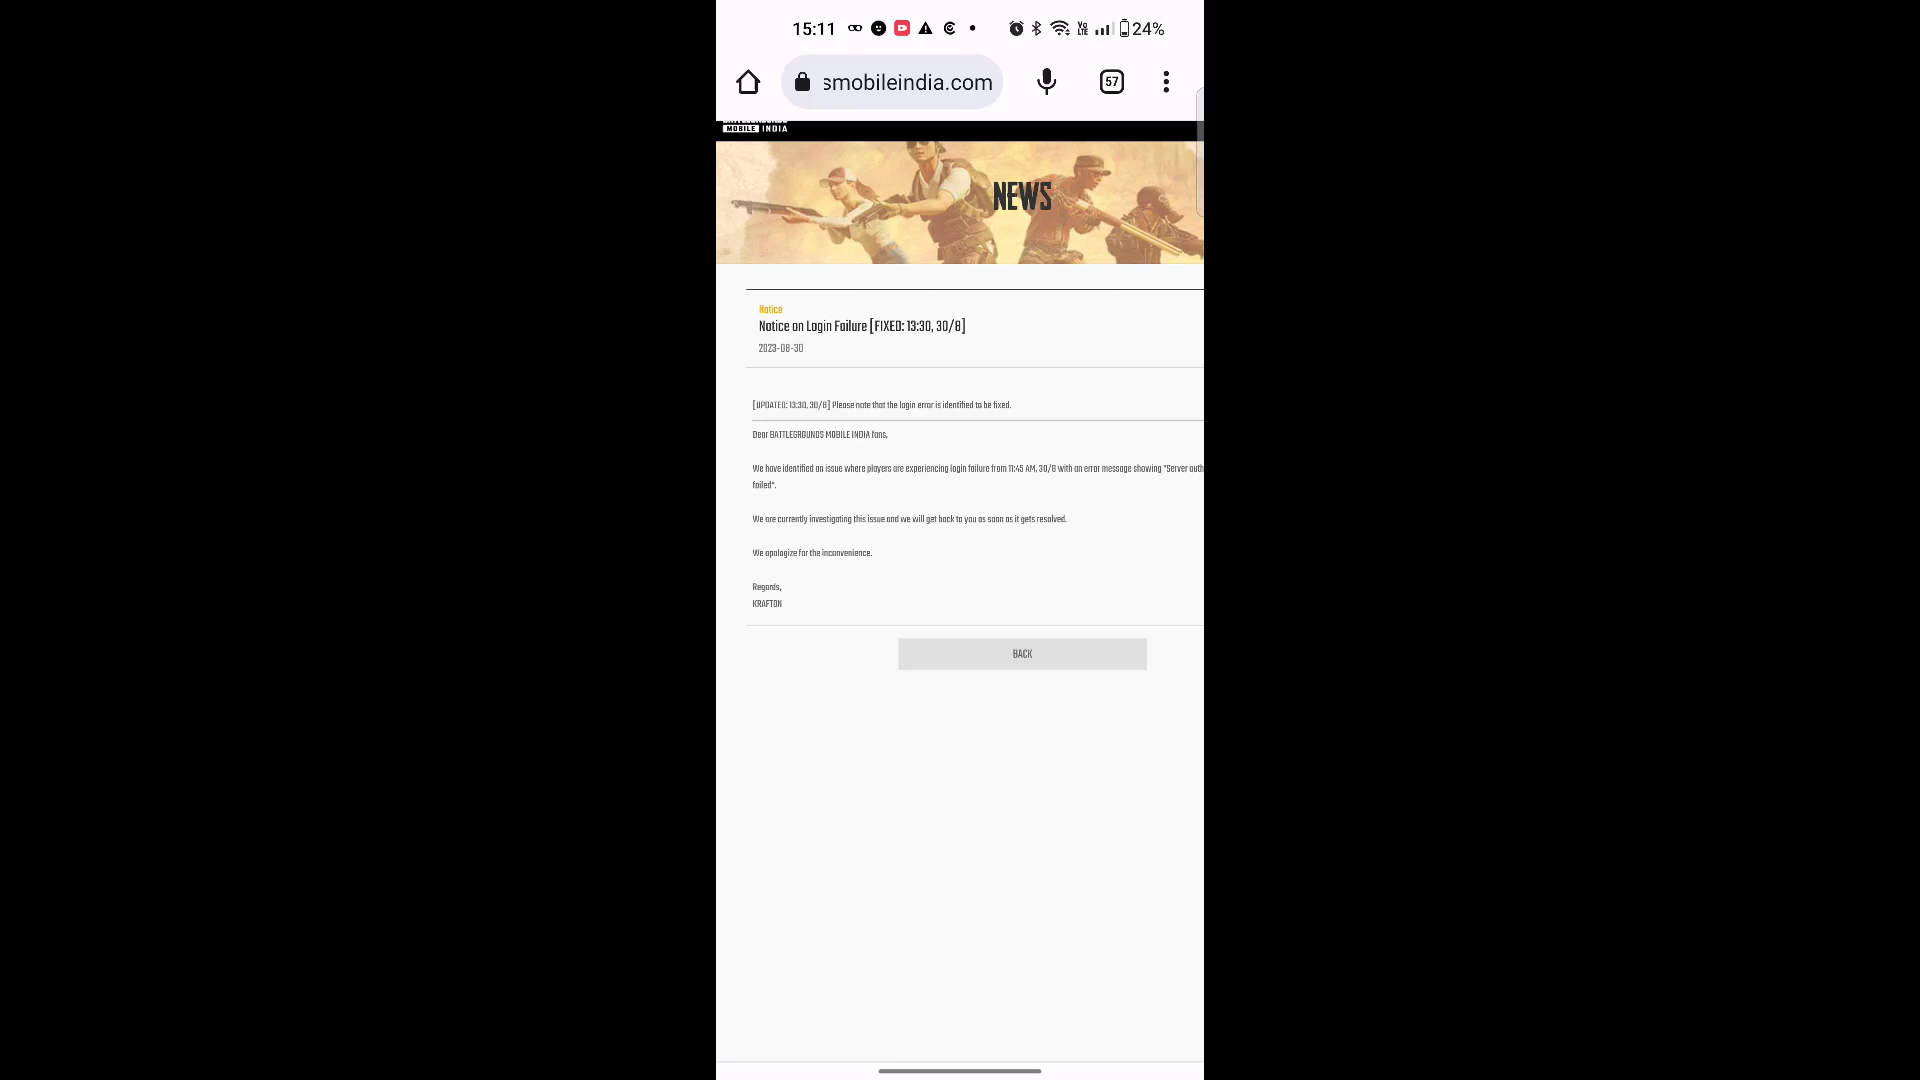 15:11
VO LTE
24%
smobileindia.com
57
MOBILE INDIA
NEWS
Notice
Notice on Login Failure [FIXED: 13:30, 30/8]
2023-08-30
[UPDATED: 13:30, 30/8] Please note that the login error is identified to be fixed.
Dear BATTLEGROUNDS MOBILE INDIA fans,
We have identified an issue where players are experiencing login failure from 11:45 AM, 30/8 with an error message showing "Server auth
failed".
We are currently investigating this issue and we will get back to you as soon as it gets resolved.
We apologize for the inconvenience.
Regards,
KRAFTON
BACK